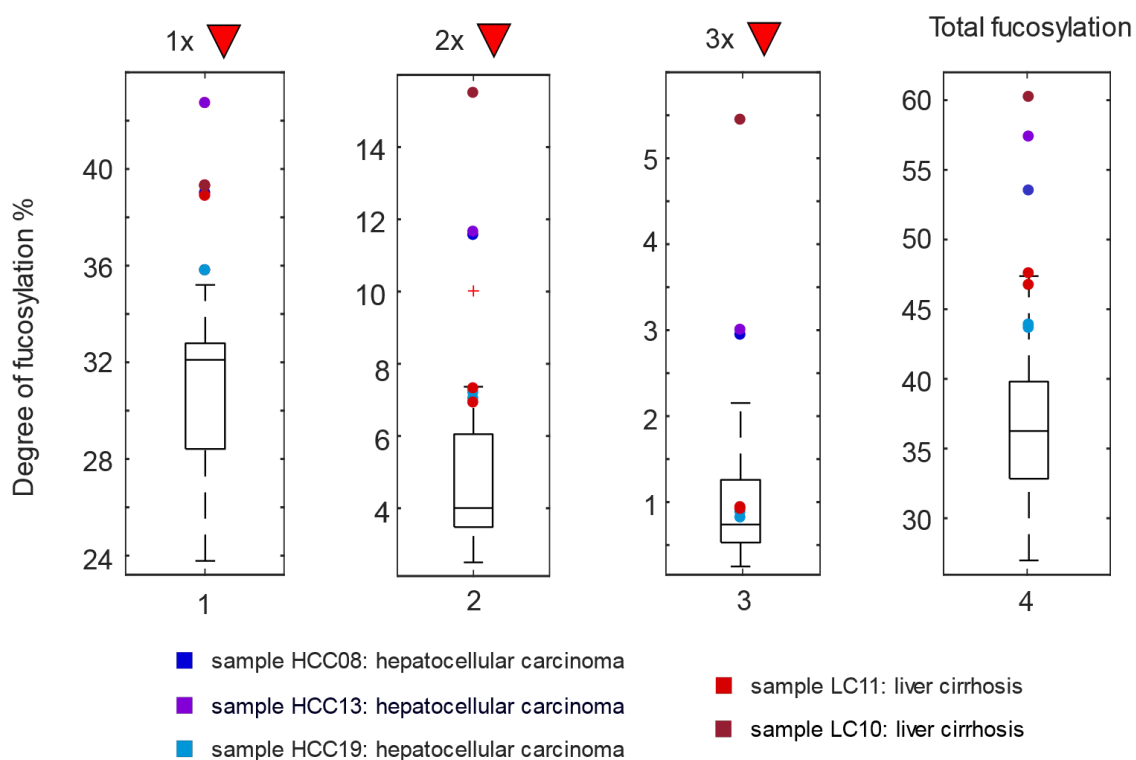 1x
2x
3x
Total fucosylation
Degree of fucosylation %
40
36
32
28
24
1
14
12
10
8
6
4
2
5
4
3
2
1
3
60
55
50
45
40
35
30
4
sample HCC08: hepatocellular carcinoma
sample HCC13: hepatocellular carcinoma
sample HCC19: hepatocellular carcinoma
sample LC11: liver cirrhosis
sample LC10: liver cirrhosis